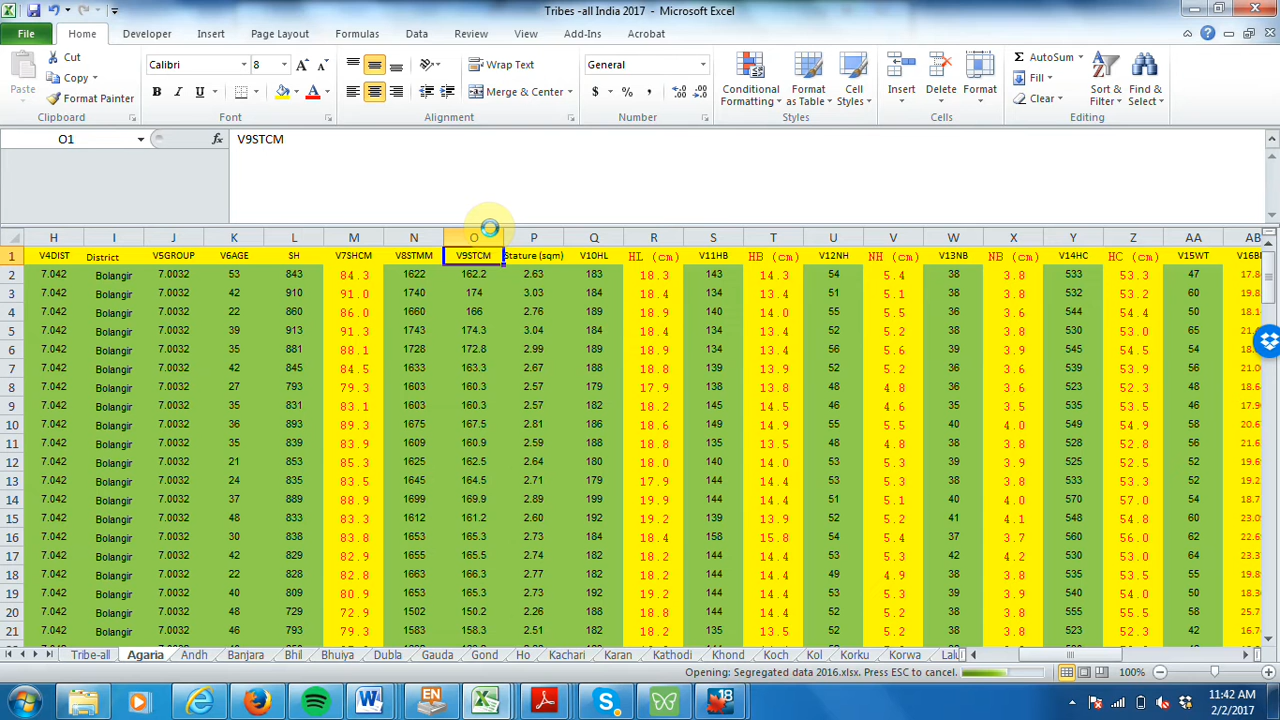 Tribes -all India 2017 - Microsoft Excel
File Home Developer Insert Page Layout Formulas Data Review View Add-Ins Acrobat
Cut Calibri 8 Wrap Text General AutoSum
Copy Fill
Paste Format Painter Merge & Center Clear
Conditional Formatting Format as Table Cell Styles Insert Delete Format Sort & Filter Find & Select
Clipboard Font Alignment Number Styles Cells Editing
O1 fx V9STCM
H I J K L M N O P Q R S T U V W X Y Z AA AB
1 V4DIST District V5GROUP V6AGE SH V7SHCM V8STMM V9STCM Stature (sqm) V10HL HL (cm) V11HB HB (cm) V12NH NH (cm) V13NB NB (cm) V14HC HC (cm) V15WT
2 7.042 Bolangir 7.0032 53 843 84.3 1622 162.2 2.63 183 18.3 143 14.3 54 5.4 38 3.8 533 53.3 47 17.8
3 7.042 Bolangir 7.0032 42 910 91.0 1740 174 3.03 184 18.4 134 13.4 51 5.1 38 3.8 532 53.2 60 19.8
4 7.042 Bolangir 7.0032 22 860 86.0 1660 166 2.76 189 18.9 140 14.0 55 5.5 36 3.6 544 54.4 50 18.1
5 7.042 Bolangir 7.0032 39 913 91.3 1743 174.3 3.04 184 18.4 134 13.4 52 5.2 38 3.8 530 53.0 65 21.
6 7.042 Bolangir 7.0032 35 881 88.1 1728 172.8 2.99 189 18.9 134 13.4 56 5.6 39 3.9 545 54.5 54 18.
7 7.042 Bolangir 7.0032 42 845 84.5 1633 163.3 2.67 188 18.8 139 13.9 52 5.2 36 3.6 539 53.9 56 21.
8 7.042 Bolangir 7.0032 27 793 79.3 1603 160.3 2.57 179 17.9 138 13.8 48 4.8 36 3.6 523 52.3 48 18.
9 7.042 Bolangir 7.0032 35 831 83.1 1603 160.3 2.57 182 18.2 145 14.5 46 4.6 35 3.5 535 53.5 46 17.9
10 7.042 Bolangir 7.0032 36 893 89.3 1675 167.5 2.81 186 18.6 149 14.9 55 5.5 40 4.0 549 54.9 58 20.
11 7.042 Bolangir 7.0032 35 839 83.9 1609 160.9 2.59 188 18.8 135 13.5 48 4.8 39 3.9 528 52.8 56 21.
12 7.042 Bolangir 7.0032 21 853 85.3 1625 162.5 2.64 180 18.0 140 14.0 53 5.3 39 3.9 525 52.5 54 20.
13 7.042 Bolangir 7.0032 24 835 83.5 1645 164.5 2.71 179 17.9 144 14.4 53 5.3 38 3.8 533 53.3 52 19.
14 7.042 Bolangir 7.0032 37 889 88.9 1699 169.9 2.89 199 19.9 144 14.4 51 5.1 40 4.0 570 57.0 58 20.
15 7.042 Bolangir 7.0032 48 833 83.3 1612 161.2 2.60 192 19.2 139 13.9 52 5.2 41 4.1 548 54.8 60 23.
16 7.042 Bolangir 7.0032 30 838 83.8 1653 165.3 2.73 184 18.4 158 15.8 54 5.4 37 3.7 560 56.0 62 22.
17 7.042 Bolangir 7.0032 42 829 82.9 1655 165.5 2.74 182 18.2 144 14.4 53 5.3 42 4.2 530 53.0 64 23.
18 7.042 Bolangir 7.0032 22 828 82.8 1663 166.3 2.77 182 18.2 144 14.4 49 4.9 38 3.8 535 53.5 51 18.
19 7.042 Bolangir 7.0032 40 829 82.9 1653 165.3 2.73 193 19.3 144 14.4 53 5.3 39 3.9 540 54.0 54 19.
20 7.042 Bolangir 7.0032 48 729 72.9 1502 150.2 2.26 188 18.8 144 14.4 52 5.2 40 4.0 555 55.5 58 25.
21 7.042 Bolangir 7.0032 46 793 79.3 1583 158.3 2.51 182 18.2 135 13.5 52 5.2 38 3.8 523 52.3 42 16.7
Tribe-all Agaria Andh Banjara Bhil Bhuiya Dubla Gauda Gond Ho Kachari Karan Kathodi Khond Koch Kol Korku Korwa
Opening: Segregated data 2016.xlsx. Press ESC to cancel. 100%
EN 18 11:42 AM
2/2/2017